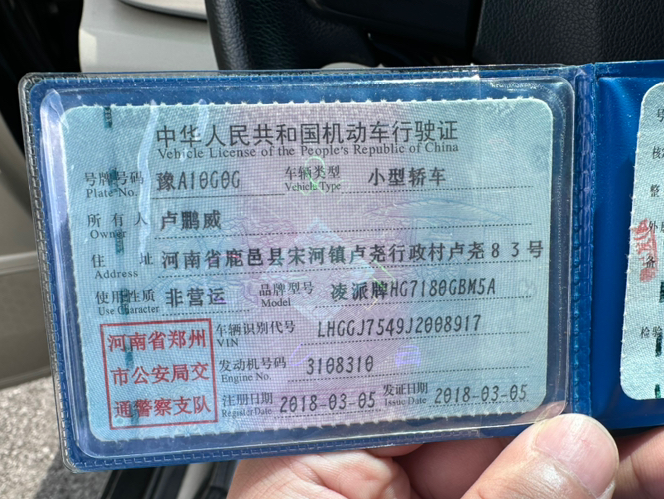 中华人民共和国机动车行驶证
Vehicle License of the People's Republic of China
号牌号码 豫A10G0G 车辆类型 小型轿车
Plate No. Vehicle Type
所有人 卢鹏威
Owner
住址 河南省鹿邑县宋河镇卢尧行政村卢尧83号
Address
使用性质 非营运 品牌型号 凌派牌HG7180GBM5A
Use Character Model
河南省郑州
市公安局交
通警察支队
车辆识别代号 LHGGJ7549J2008917
VIN
发动机号码 3108310
Engine No.
注册日期 2018-03-05 发证日期 2018-03-05
Register Date Issue Date
号
核
整
外
备
检验